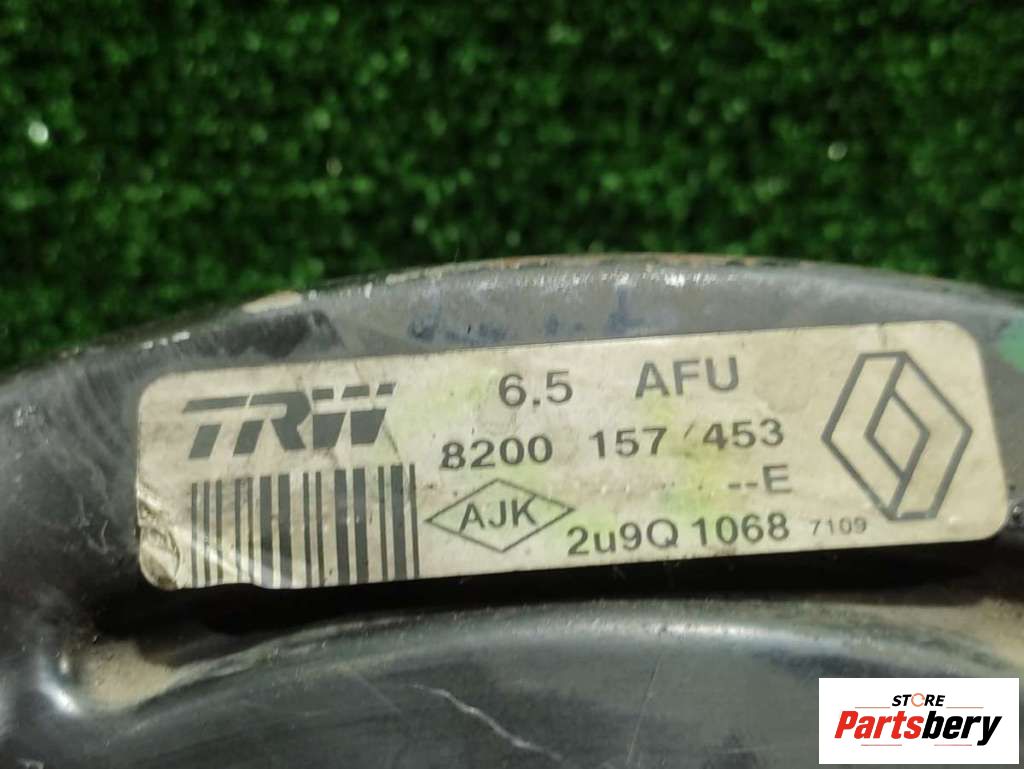 TRW
6.5 AFU
8200 157 453
--E
AJK
2u9Q 1068 7109
STORE
Partsbery